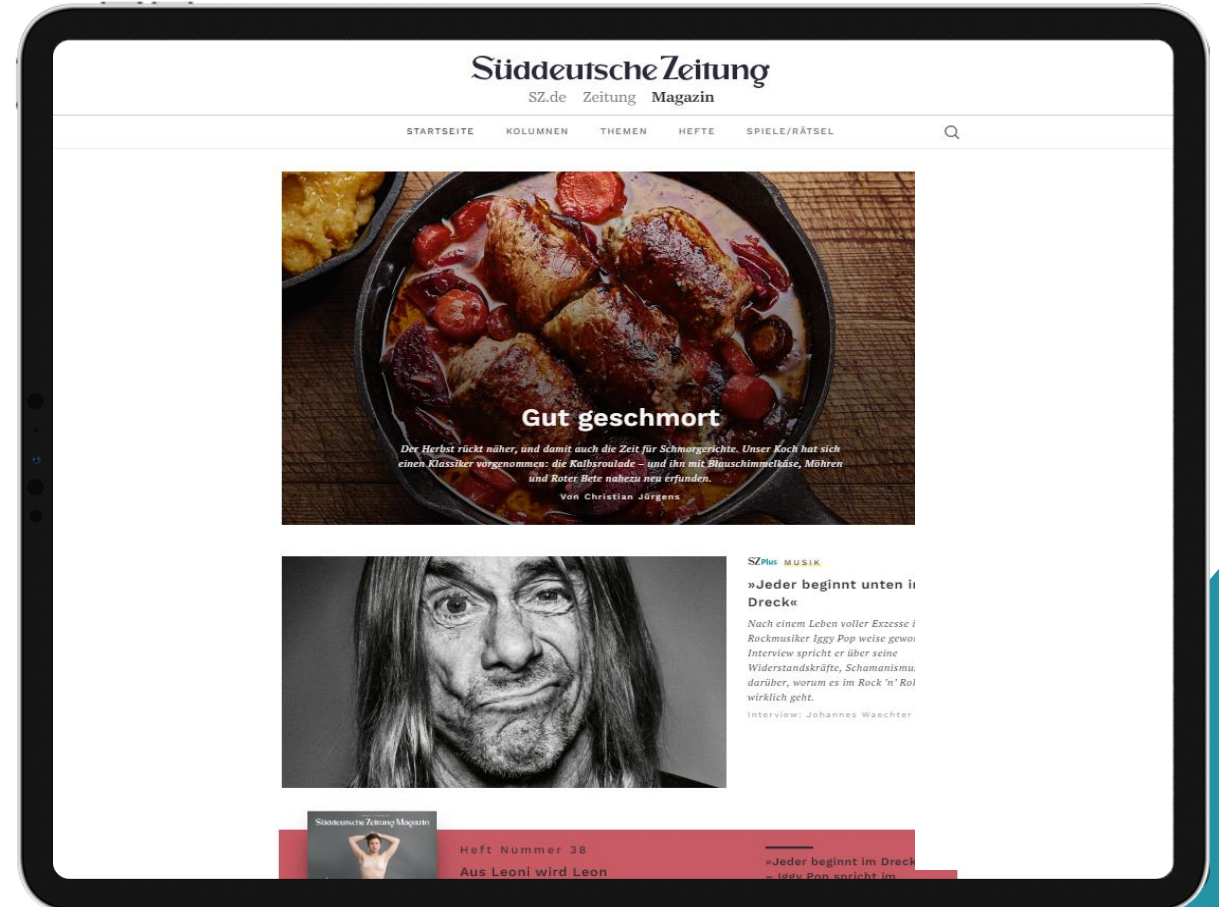 Süddeutsche Zeitung
SZ.de Zeitung Magazin
STARTSEITE KOLUMNEN THEMEN HEFTE SPIELE/RÄTSEL
Gut geschmort
Der Herbst rückt näher, und damit auch die Zeit für Schmorgerichte. Unser Koch hat sich
einen Klassiker vorgenommen: die Kalbsroulade – und ihn mit Blauschimmelkäse, Möhren
und Roter Bete nahezu neu erfunden.
Von Christian Jürgens
SZPlus MUSIK
»Jeder beginnt unten i
Dreck«
Nach einem Leben voller Exzesse i
Rockmusiker Iggy Pop weise gewo
Interview spricht er über seine
Widerstandskräfte, Schamanismu
darüber, worum es im Rock 'n' Rol
wirklich geht.
Interview: Johannes Waechter
Süddeutsche Zeitung Magazin
Heft Nummer 38
Aus Leoni wird Leon
»Jeder beginnt im Dreck
– Iggy Pop spricht im